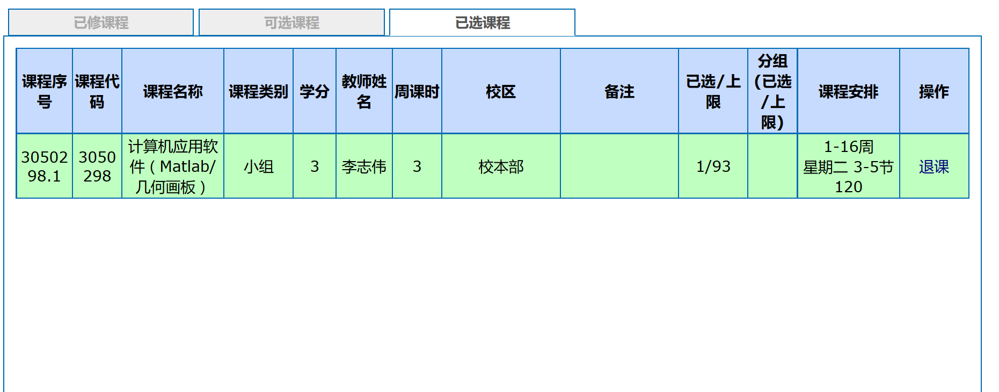 已修课程
可选课程
已选课程
课程序
号
课程代
码
课程名称
课程类别
学分
教师姓
名
周课时
校区
备注
已选/上
限
分组
(已选
/上
限)
课程安排
操作
30502
98.1
3050
298
计算机应用软
件（Matlab/
几何画板）
小组
3
李志伟
3
校本部
1/93
1-16周
星期二 3-5节
120
退课